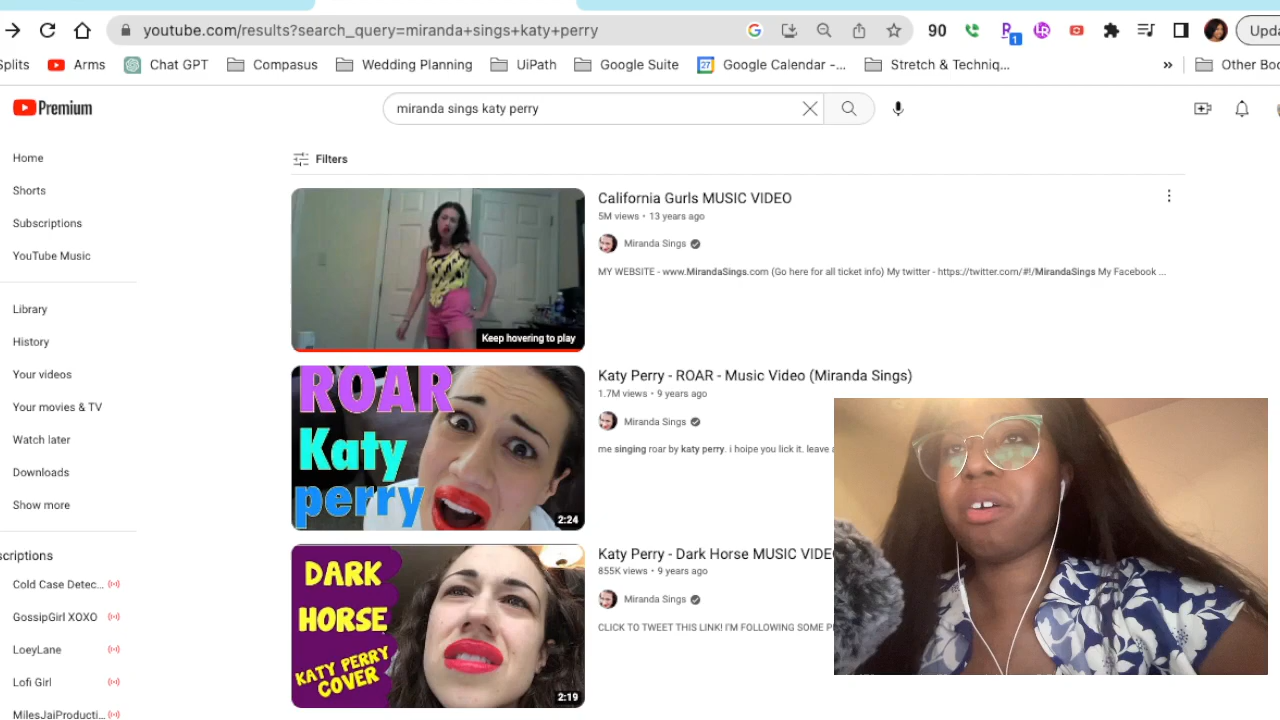 youtube.com/results?search_query=miranda+sings+katy+perry
90
1
Upda
Splits
Arms
Chat GPT
Compasus
Wedding Planning
UiPath
Google Suite
27
Google Calendar -...
Stretch & Techniq...
»
Other Boo
Premium
miranda sings katy perry
Home
Shorts
Subscriptions
YouTube Music
Library
History
Your videos
Your movies & TV
Watch later
Downloads
Show more
scriptions
Cold Case Detec...
GossipGirl XOXO
LoeyLane
Lofi Girl
MilesJaiProducti...
Filters
Keep hovering to play
California Gurls MUSIC VIDEO
5M views • 13 years ago
Miranda Sings
MY WEBSITE - www.MirandaSings.com (Go here for all ticket info) My twitter - https://twitter.com/#!/MirandaSings My Facebook ...
ROAR
Katy
perry
2:24
Katy Perry - ROAR - Music Video (Miranda Sings)
1.7M views • 9 years ago
Miranda Sings
me singing roar by katy perry. i hoipe you lick it. leave a
DARK
HORSE
KATY PERRY
COVER
2:19
Katy Perry - Dark Horse MUSIC VIDEO
855K views • 9 years ago
Miranda Sings
CLICK TO TWEET THIS LINK! I'M FOLLOWING SOME P